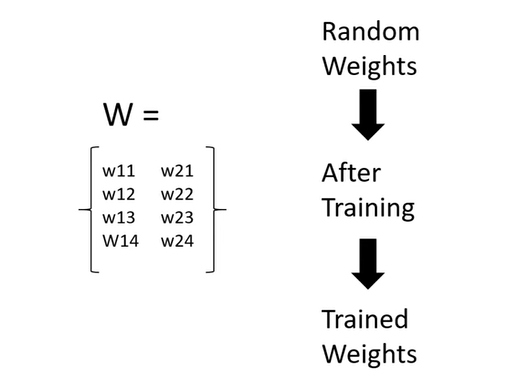 W =
w11 w21
w12 w22
w13 w23
W14 w24
Random
Weights
After
Training
Trained
Weights